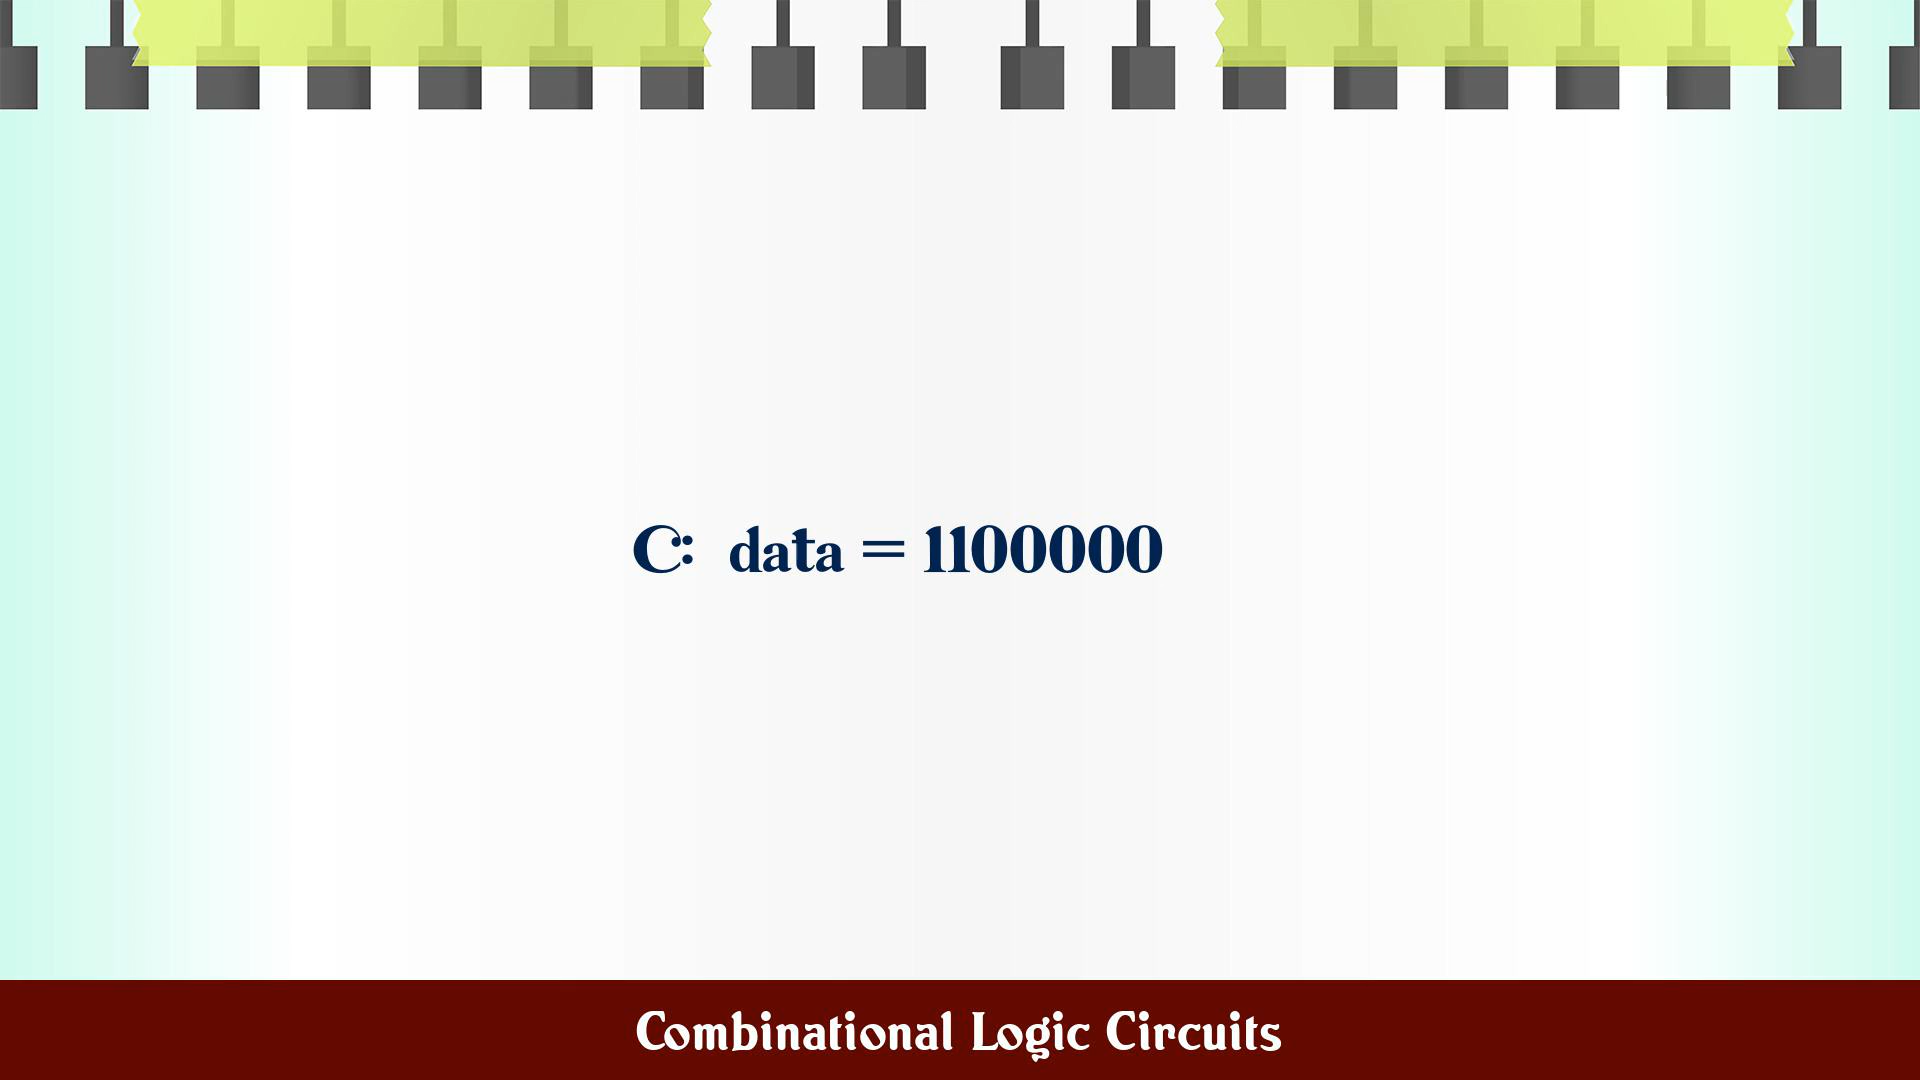 C: data = 1100000
Combinational Logic Circuits